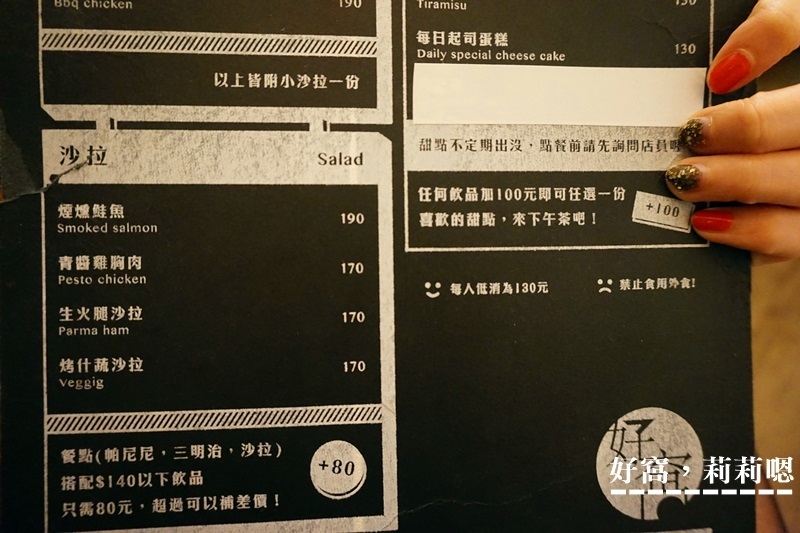 Bbq chicken 190
以上皆附小沙拉一份
沙拉 Salad
煙燻鮭魚
Smoked salmon 190
青醬雞胸肉
Pesto chicken 170
生火腿沙拉
Parma ham 170
烤什蔬沙拉
Veggig 170
餐點(帕尼尼，三明治，沙拉)
搭配$140以下飲品
只需80元，超過可以補差價！
+80
Tiramisu 130
每日起司蛋糕
Daily special cheese cake 130
甜點不定期出沒，點餐前請先詢問店員
任何飲品加100元即可任選一份
喜歡的甜點，來下午茶吧！
+100
每人低消為130元
禁止食用外食!
好窩
好窩，莉莉嗯